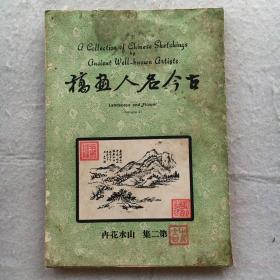 A Collection of Chinese Sketchings
by
Ancient Well-known Artists
稿畫人名今古
Landscape and Flower
卉花水山 集二第